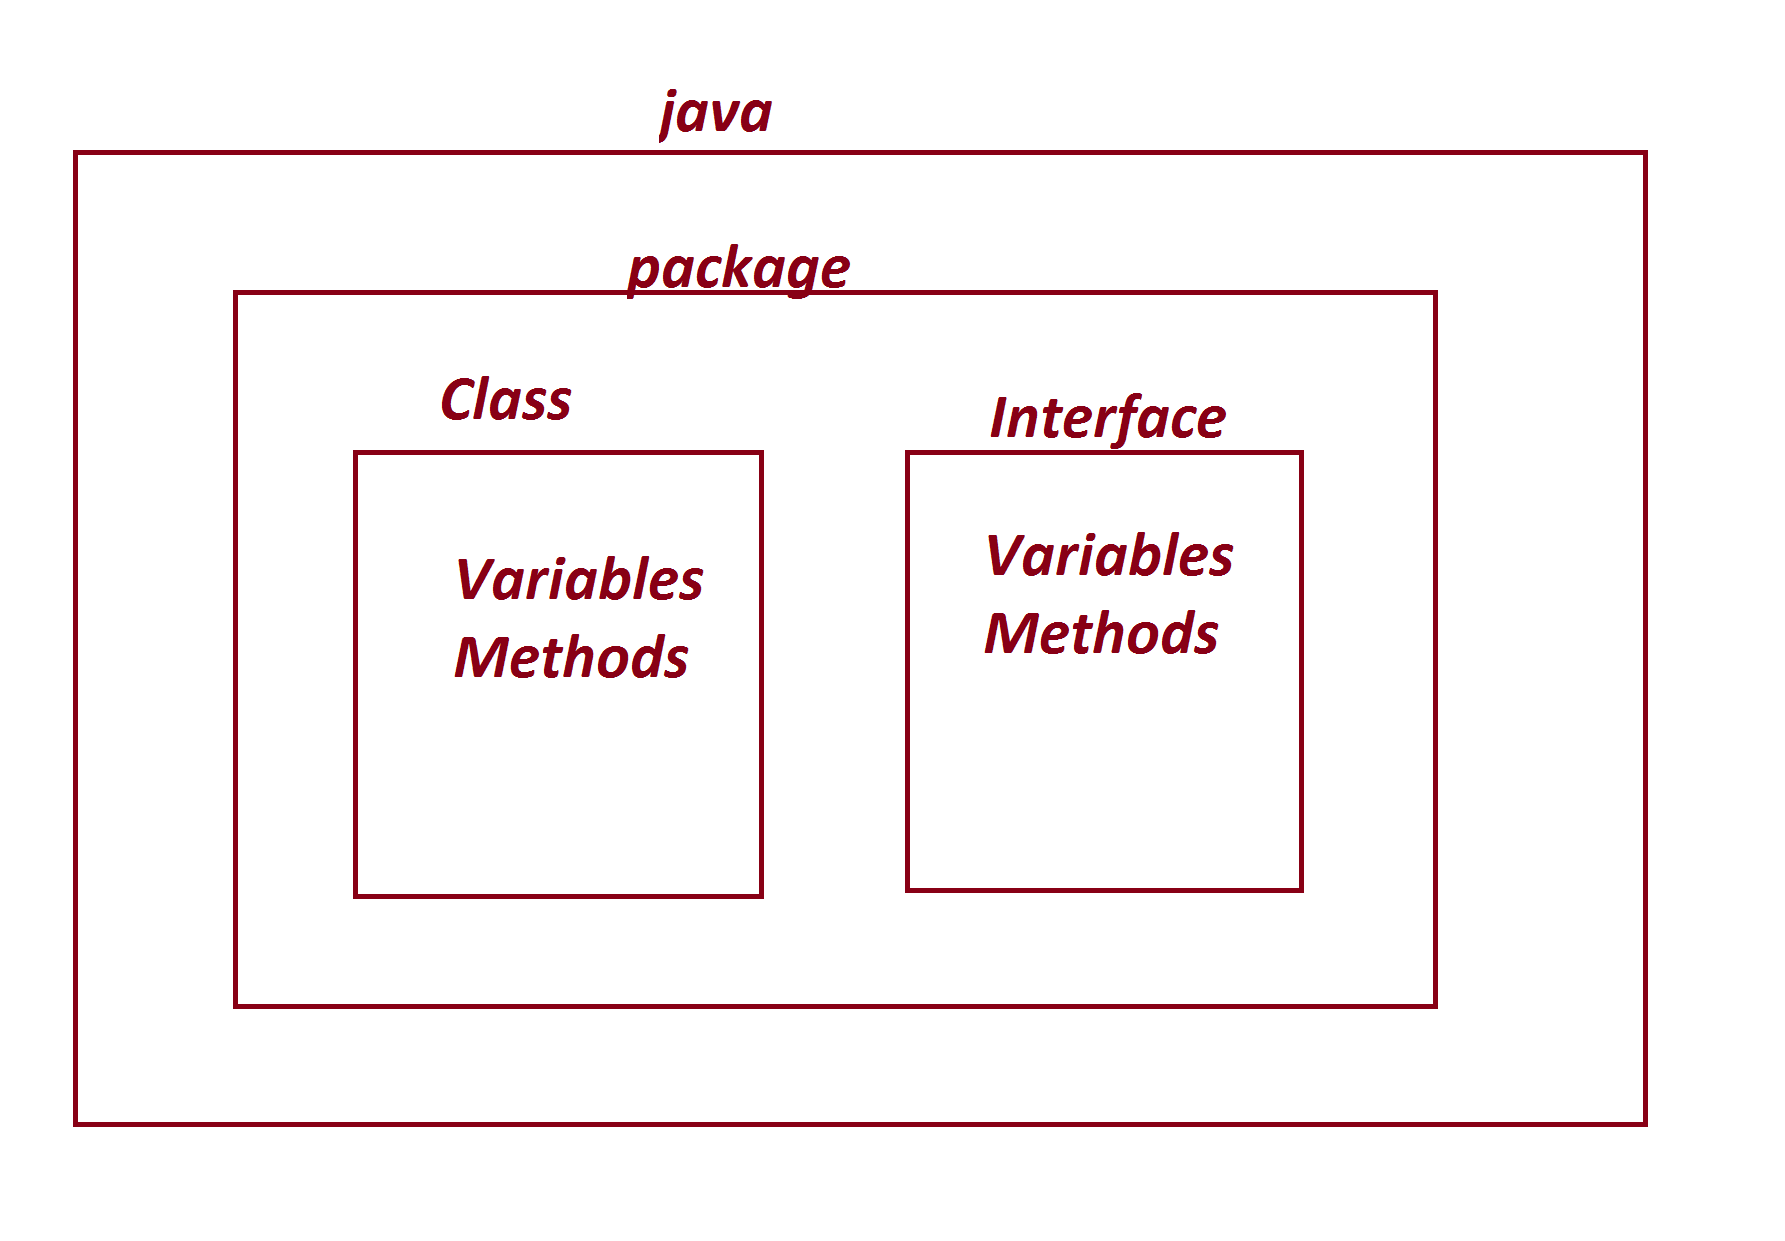 java
package
Class
Interface
Variables
Methods
Variables
Methods